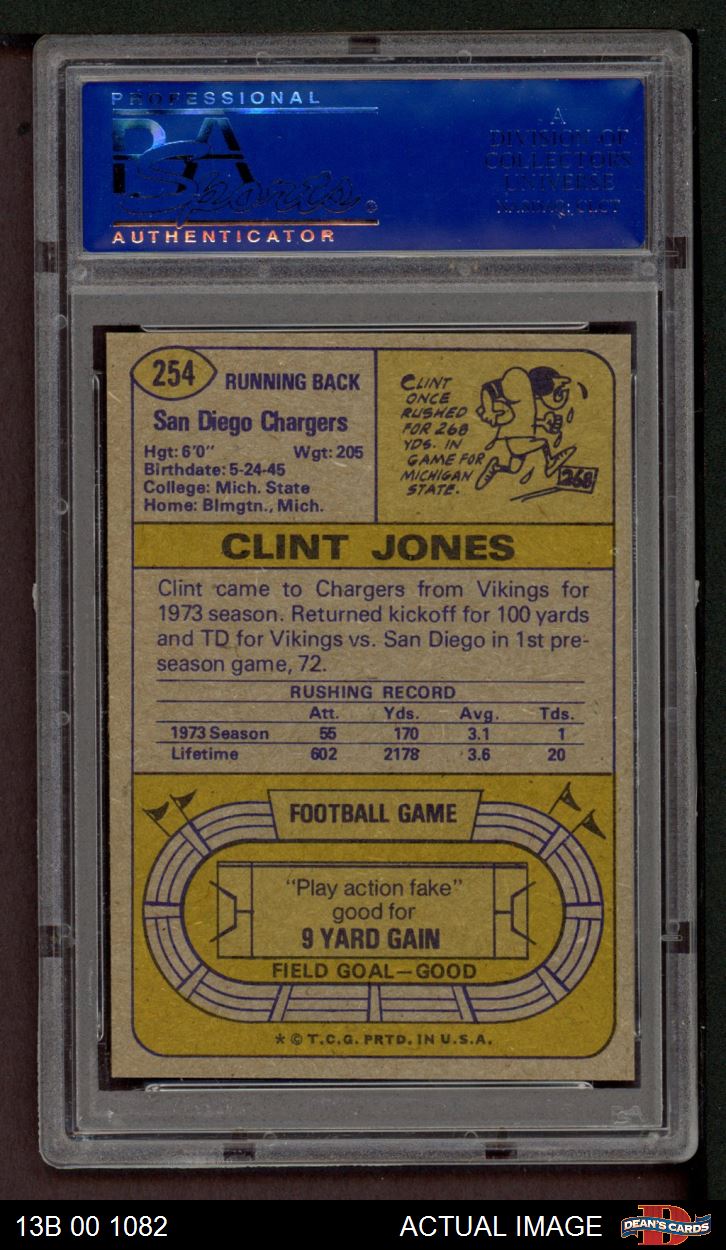 PROFESSIONAL
PSA
Sports
AUTHENTICATOR
A
DIVISION OF
COLLECTORS
UNIVERSE
NASDAQ: CLCT
254
RUNNING BACK
San Diego Chargers
Hgt: 6'0" Wgt: 205
Birthdate: 5-24-45
College: Mich. State
Home: Blmgtn., Mich.
CLINT
ONCE
RUSHED
FOR 268
YDS. IN
GAME FOR
MICHIGAN
STATE.
268
CLINT JONES
Clint came to Chargers from Vikings for
1973 season. Returned kickoff for 100 yards
and TD for Vikings vs. San Diego in 1st pre-
season game, 72.
RUSHING RECORD
Att. Yds. Avg. Tds.
1973 Season 55 170 3.1 1
Lifetime 602 2178 3.6 20
FOOTBALL GAME
"Play action fake"
good for
9 YARD GAIN
FIELD GOAL—GOOD
* © T.C.G. PRTD. IN U.S.A.
PSA
13B 00 1082
ACTUAL IMAGE
D
DEAN'S CARDS